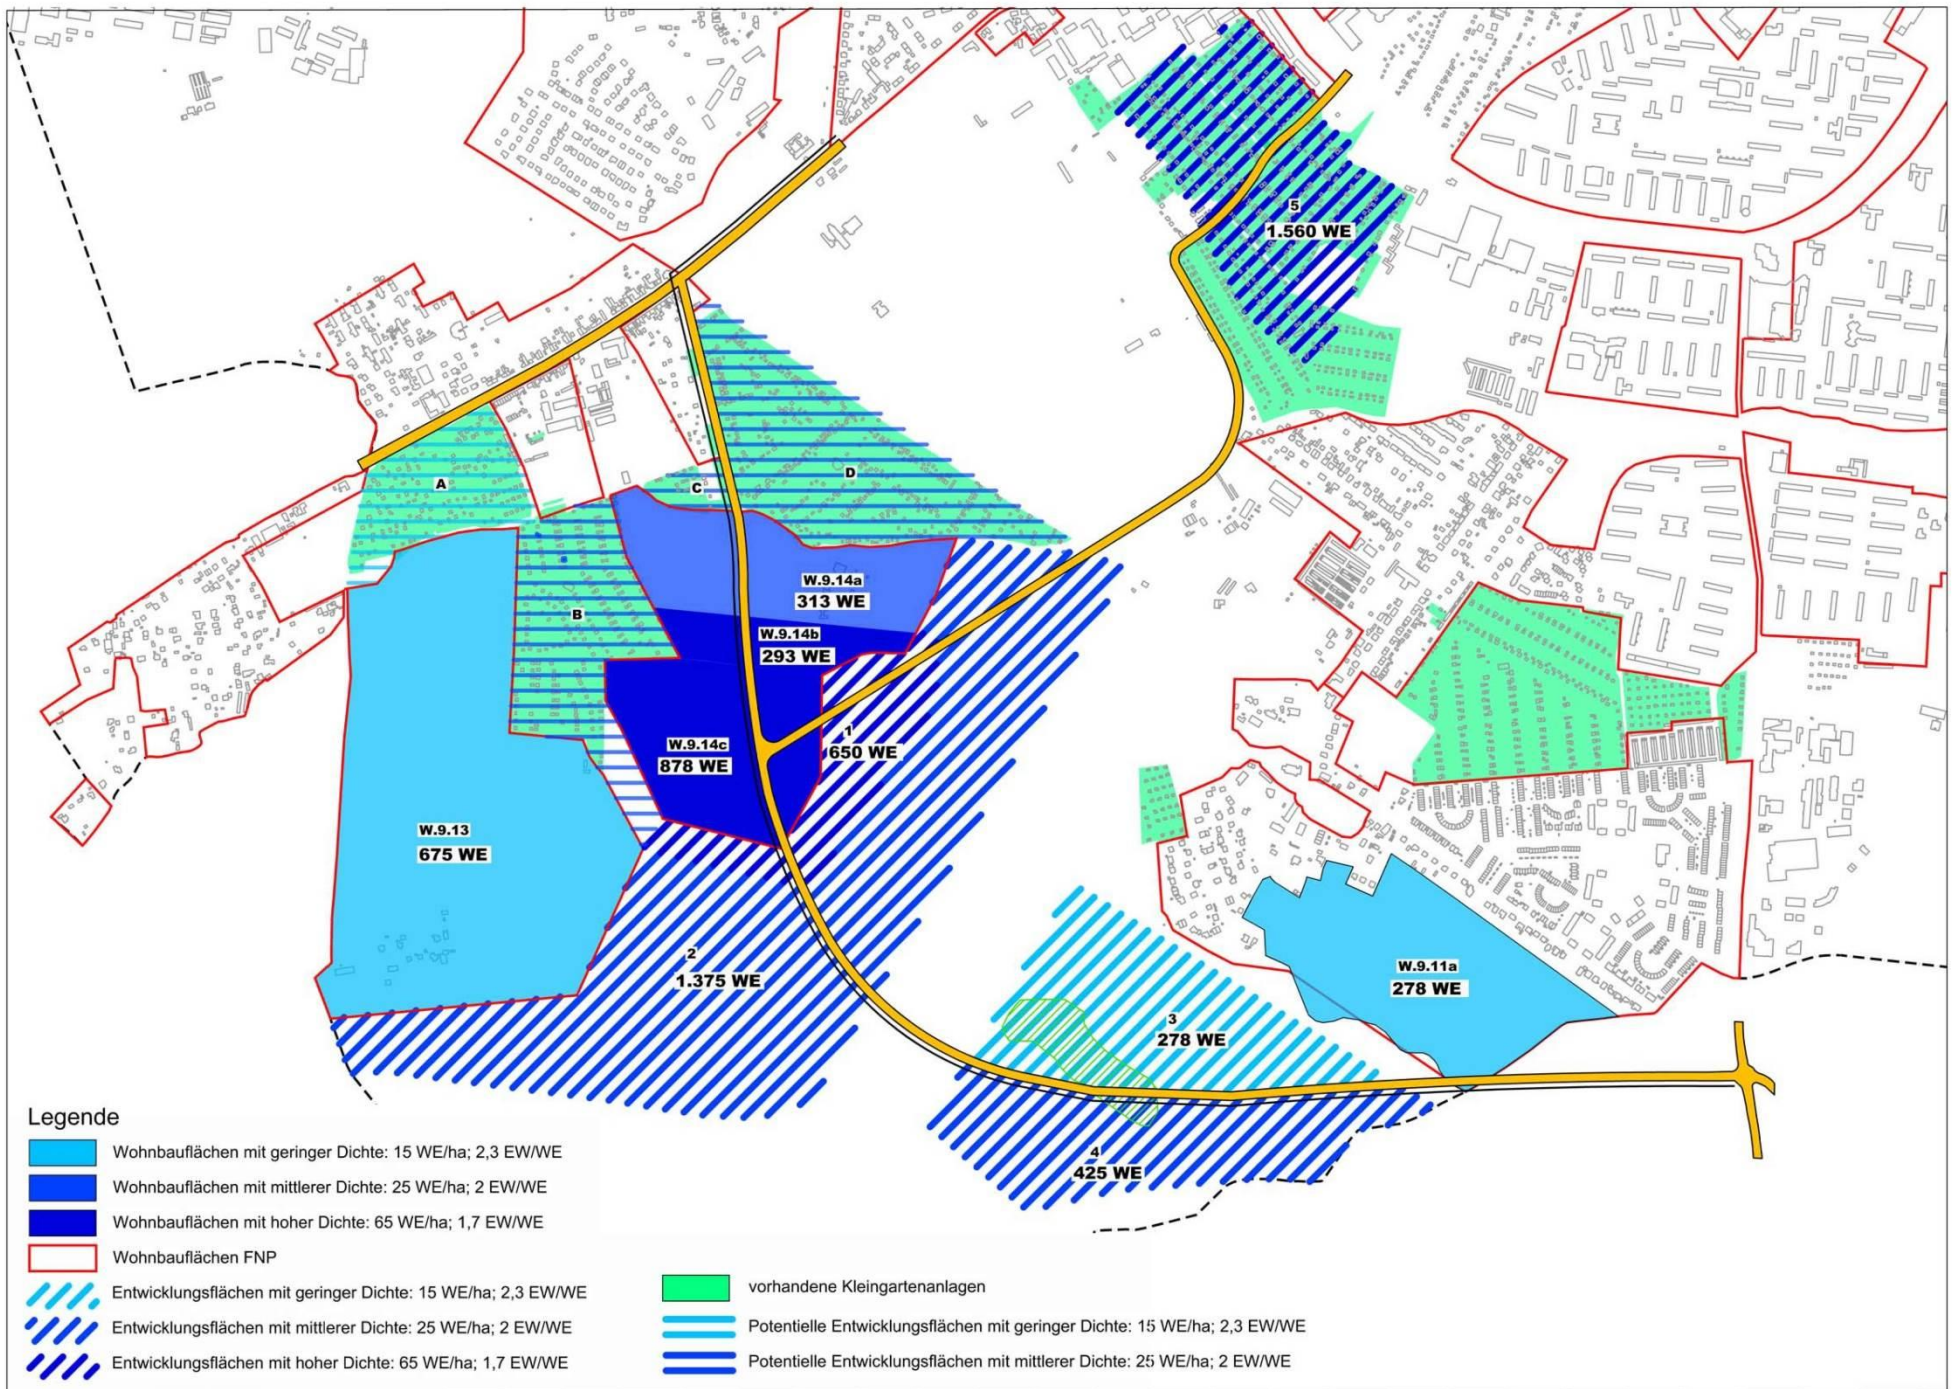 5
1.560 WE
A
C
D
W.9.14a
313 WE
B
W.9.14b
293 WE
1
650 WE
W.9.14c
878 WE
W.9.13
675 WE
2
1.375 WE
W.9.11a
278 WE
3
278 WE
4
425 WE
Legende
Wohnbauflächen mit geringer Dichte: 15 WE/ha; 2,3 EW/WE
Wohnbauflächen mit mittlerer Dichte: 25 WE/ha; 2 EW/WE
Wohnbauflächen mit hoher Dichte: 65 WE/ha; 1,7 EW/WE
Wohnbauflächen FNP
Entwicklungsflächen mit geringer Dichte: 15 WE/ha; 2,3 EW/WE
Entwicklungsflächen mit mittlerer Dichte: 25 WE/ha; 2 EW/WE
Entwicklungsflächen mit hoher Dichte: 65 WE/ha; 1,7 EW/WE
vorhandene Kleingartenanlagen
Potentielle Entwicklungsflächen mit geringer Dichte: 15 WE/ha; 2,3 EW/WE
Potentielle Entwicklungsflächen mit mittlerer Dichte: 25 WE/ha; 2 EW/WE